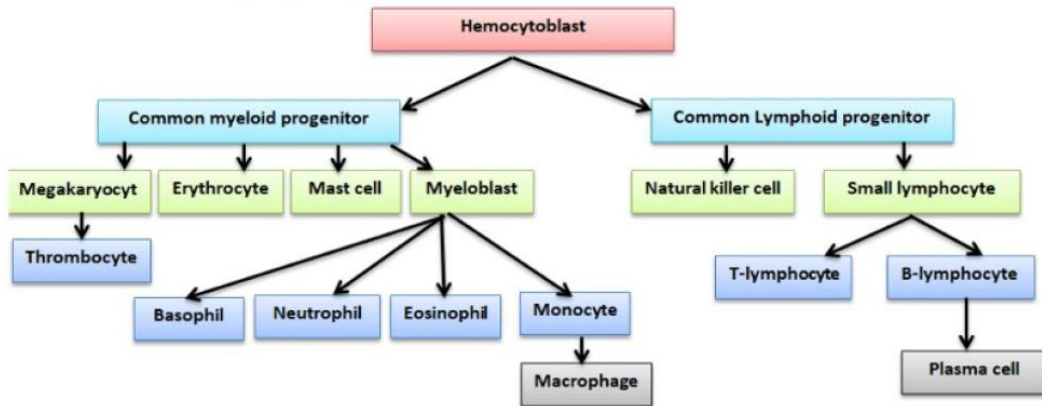 Hemocytoblast
Common myeloid progenitor
Common Lymphoid progenitor
Megakaryocyt
Erythrocyte
Mast cell
Myeloblast
Natural killer cell
Small lymphocyte
Thrombocyte
T-lymphocyte
B-lymphocyte
Basophil
Neutrophil
Eosinophil
Monocyte
Macrophage
Plasma cell